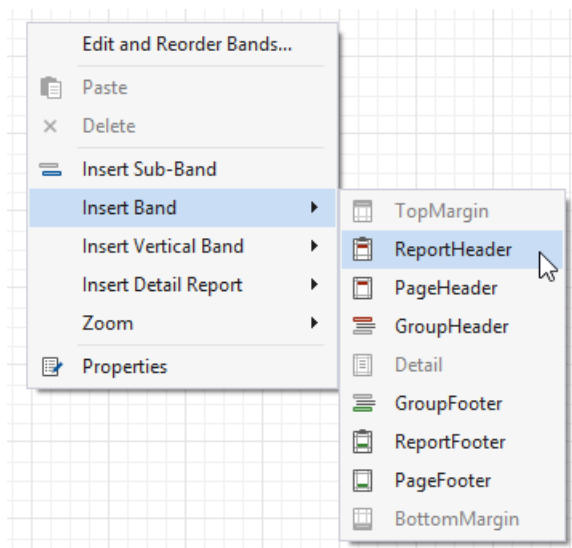 Edit and Reorder Bands...
Paste
Delete
Insert Sub-Band
Insert Band
Insert Vertical Band
Insert Detail Report
Zoom
Properties
TopMargin
ReportHeader
PageHeader
GroupHeader
Detail
GroupFooter
ReportFooter
PageFooter
BottomMargin